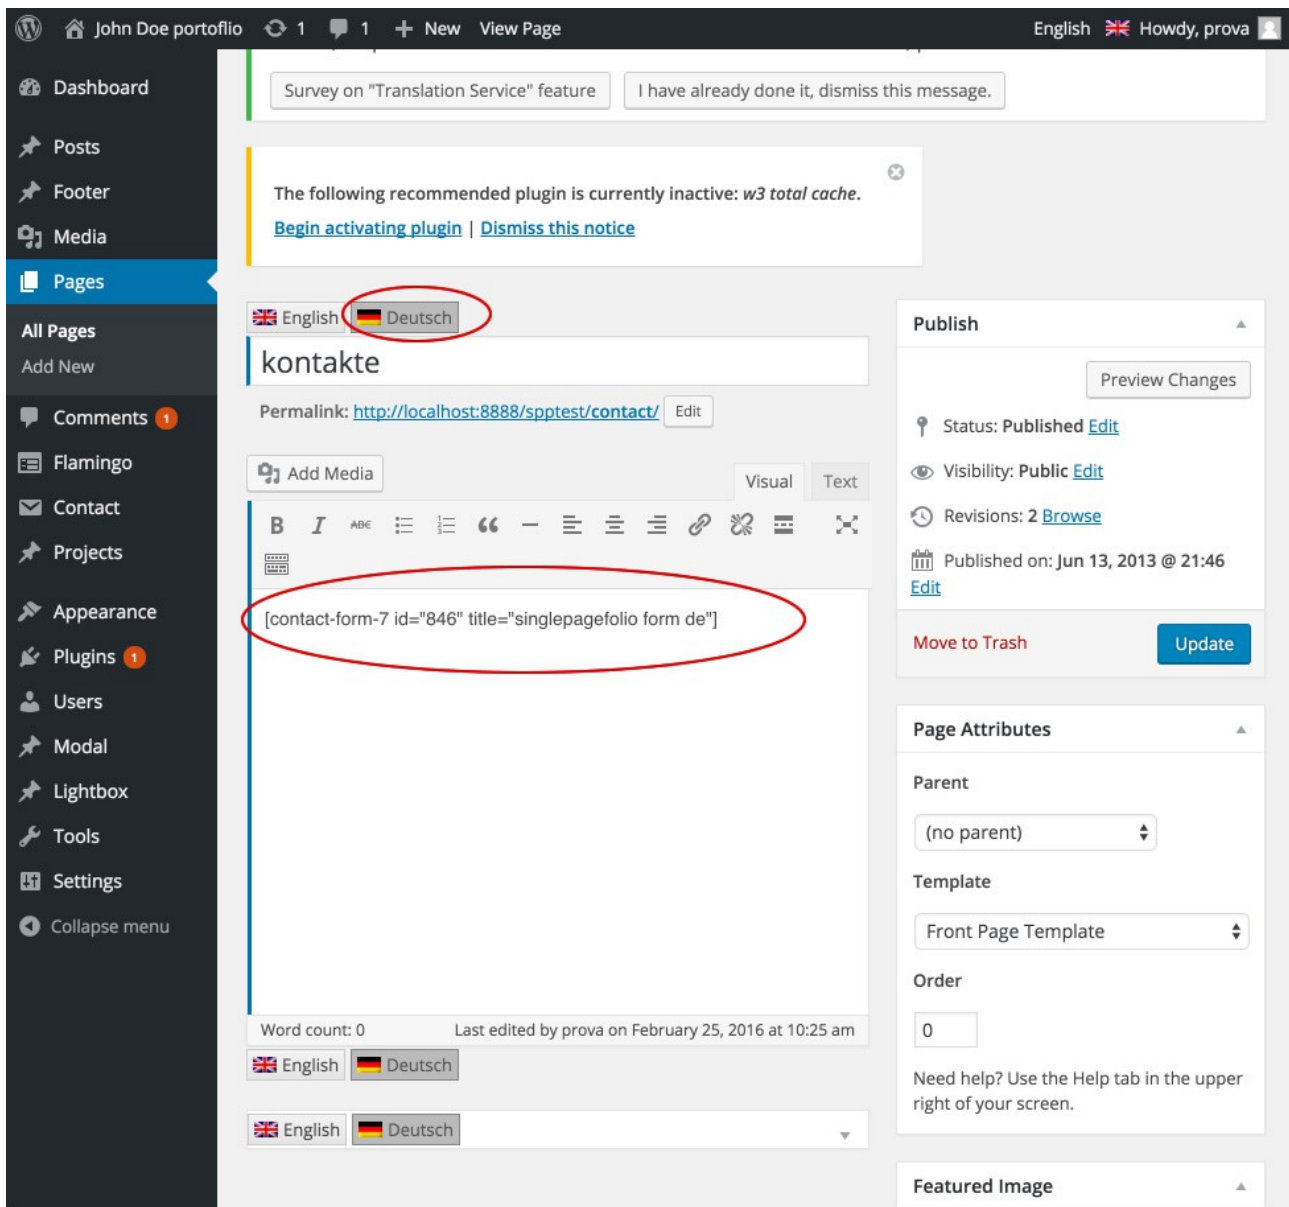 John Doe portoflio 1 1 + New View Page English Howdy, prova
Dashboard
Posts
Footer
Media
Pages
All Pages
Add New
Comments 1
Flamingo
Contact
Projects
Appearance
Plugins 1
Users
Modal
Lightbox
Tools
Settings
Collapse menu
Survey on "Translation Service" feature I have already done it, dismiss this message.
The following recommended plugin is currently inactive: w3 total cache.
Begin activating plugin | Dismiss this notice
English Deutsch
kontakte
Permalink: http://localhost:8888/spptest/contact/ Edit
Add Media Visual Text
B I ABC
[contact-form-7 id="846" title="singlepagefolio form de"]
Word count: 0 Last edited by prova on February 25, 2016 at 10:25 am
English Deutsch
English Deutsch
Publish
Preview Changes
Status: Published Edit
Visibility: Public Edit
Revisions: 2 Browse
Published on: Jun 13, 2013 @ 21:46
Edit
Move to Trash Update
Page Attributes
Parent
(no parent)
Template
Front Page Template
Order
0
Need help? Use the Help tab in the upper
right of your screen.
Featured Image